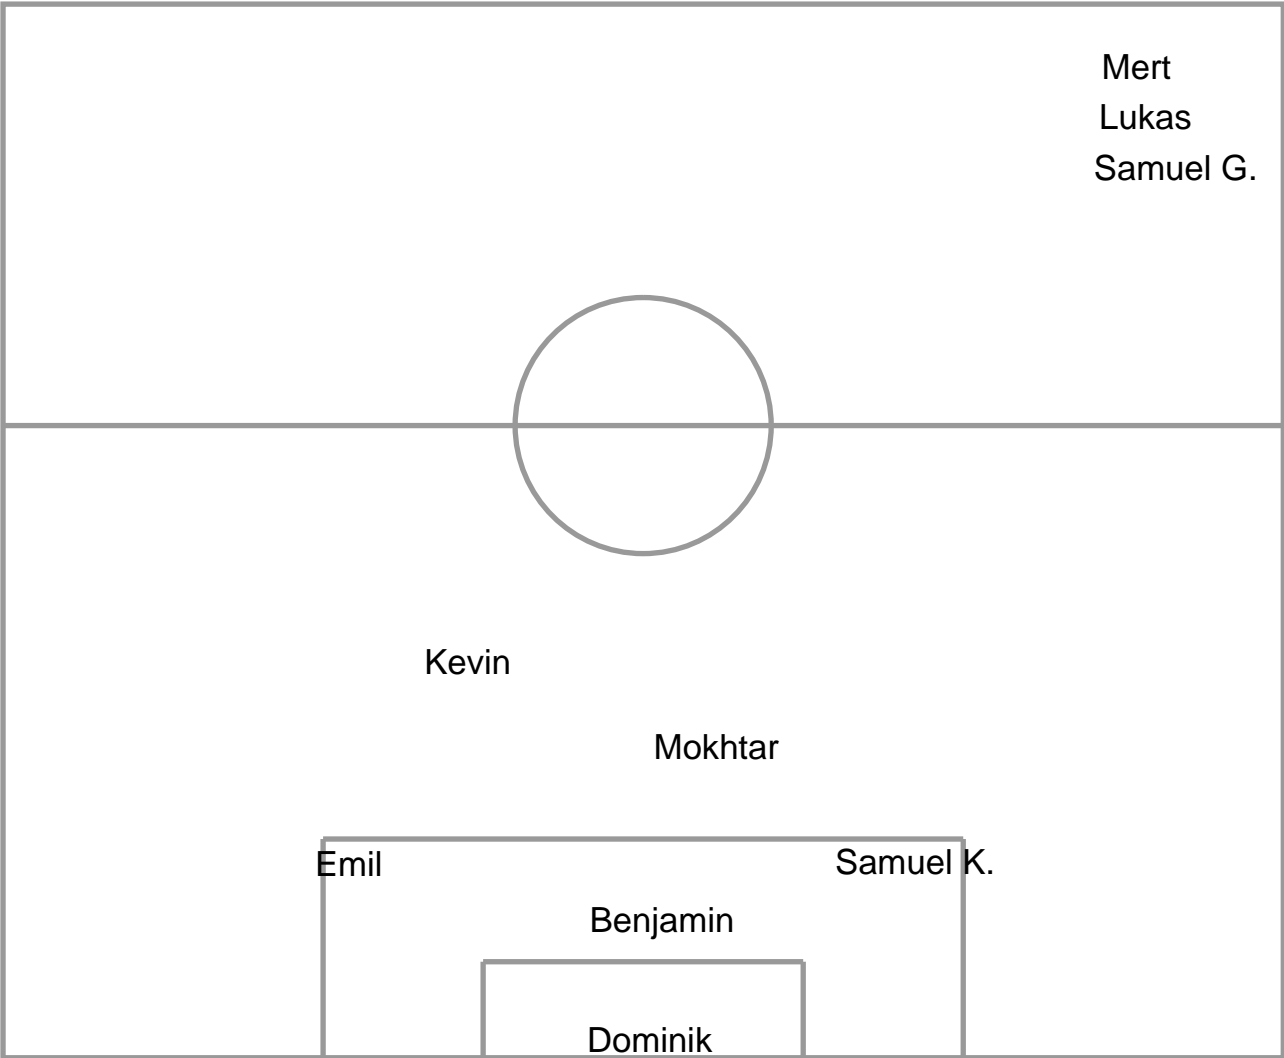 Mert
Lukas
Samuel G.
Kevin
Mokhtar
Emil
Samuel K.
Benjamin
Dominik